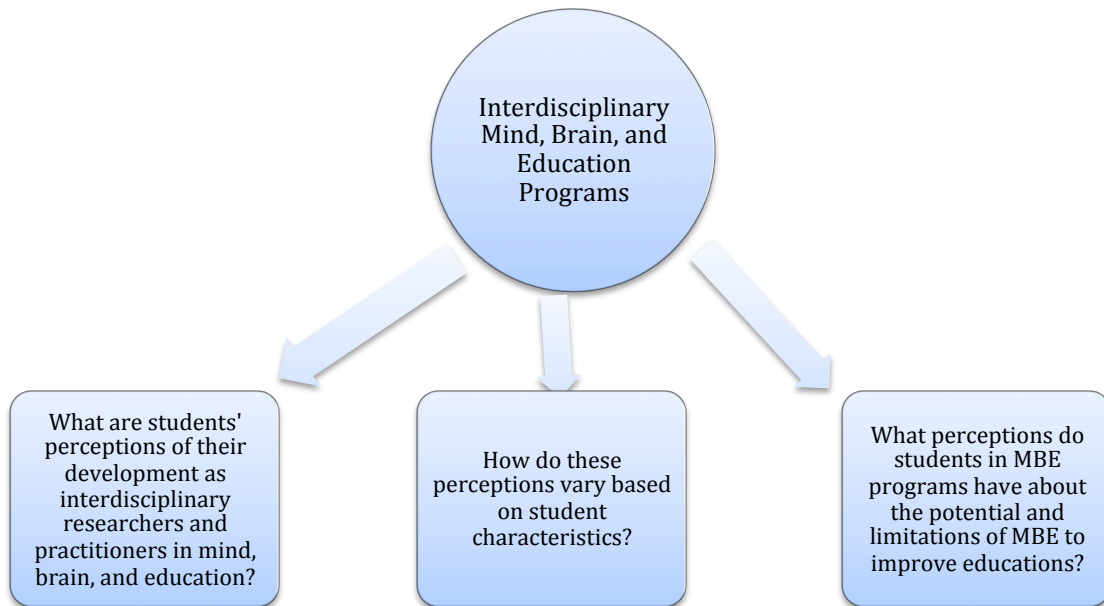 Interdisciplinary
Mind, Brain, and
Education
Programs
What are students'
perceptions of their
development as
interdisciplinary
researchers and
practitioners in mind,
brain, and education?
How do these
perceptions vary based
on student
characteristics?
What perceptions do
students in MBE
programs have about
the potential and
limitations of MBE to
improve educations?